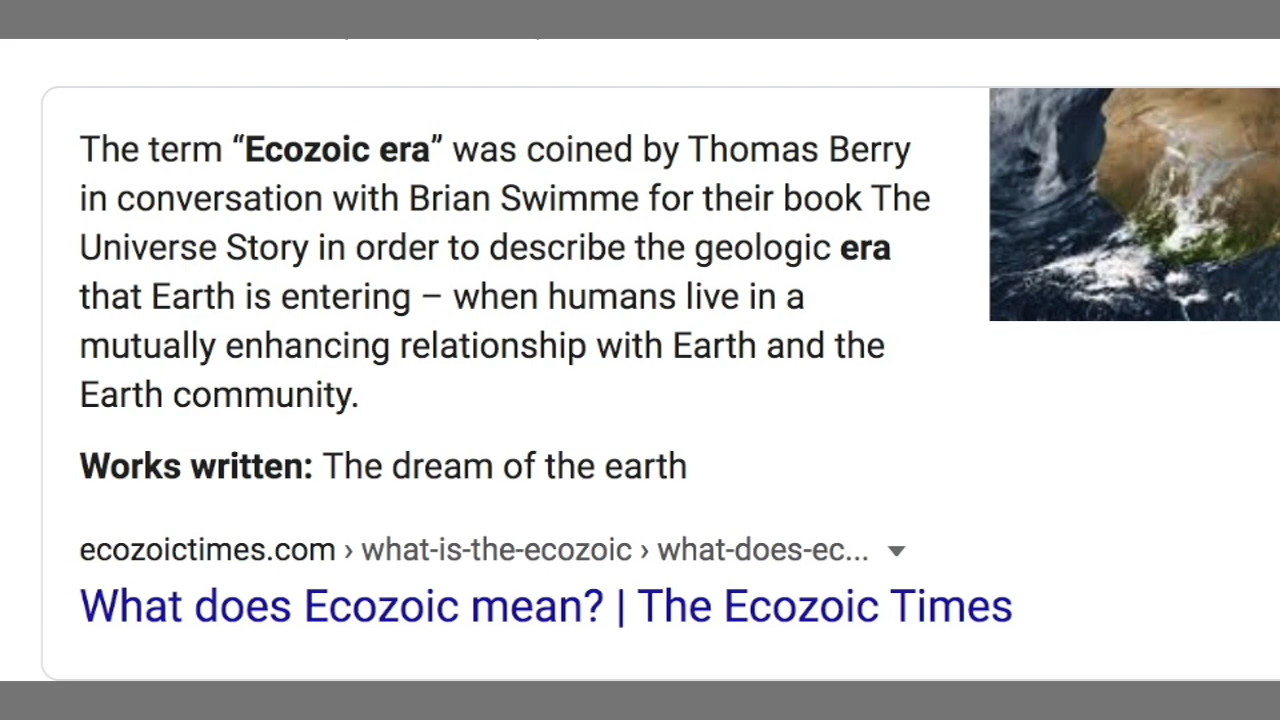 The term “Ecozoic era” was coined by Thomas Berry
in conversation with Brian Swimme for their book The
Universe Story in order to describe the geologic era
that Earth is entering – when humans live in a
mutually enhancing relationship with Earth and the
Earth community.
Works written: The dream of the earth
ecozoictimes.com › what-is-the-ecozoic › what-does-ec...
What does Ecozoic mean? | The Ecozoic Times